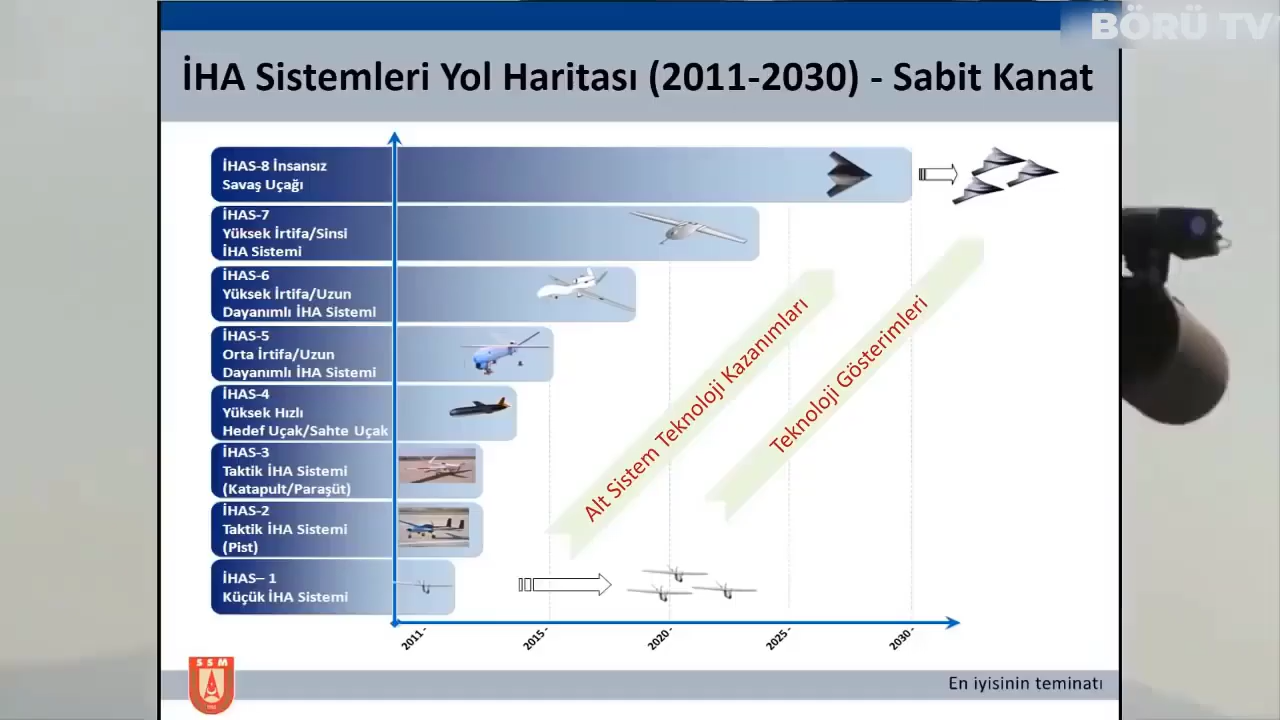 BÖRÜ TV
İHA Sistemleri Yol Haritası (2011-2030) - Sabit Kanat
İHAS-8 İnsansız
Savaş Uçağı
İHAS-7
Yüksek İrtifa/Sinsi
İHA Sistemi
İHAS-6
Yüksek İrtifa/Uzun
Dayanımlı İHA Sistemi
İHAS-5
Orta İrtifa/Uzun
Dayanımlı İHA Sistemi
İHAS-4
Yüksek Hızlı
Hedef Uçak/Sahte Uçak
İHAS-3
Taktik İHA Sistemi
(Katapult/Paraşüt)
İHAS-2
Taktik İHA Sistemi
(Pist)
İHAS– 1
Küçük İHA Sistemi
Alt Sistem Teknoloji Kazanımları
Teknoloji Gösterimleri
2011 -
2015 -
2020 -
2025 -
2030 -
SSM
En iyisinin teminatı